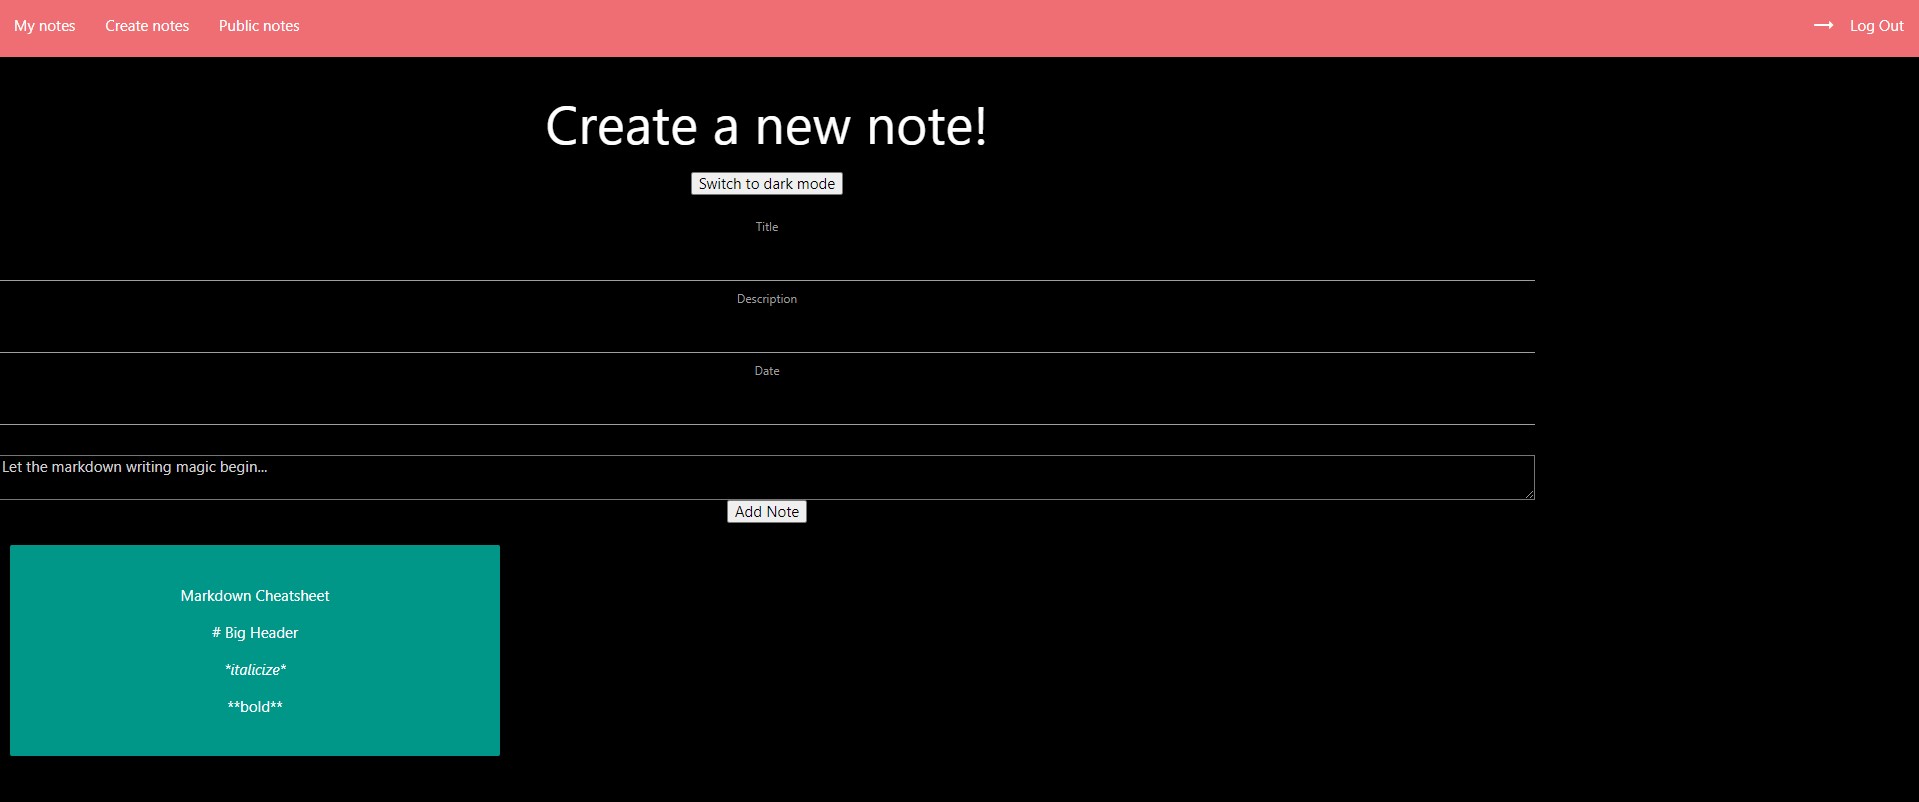 My notes Create notes Public notes → Log Out
Create a new note!
Switch to dark mode
Title
Description
Date
Let the markdown writing magic begin...
Add Note
Markdown Cheatsheet
# Big Header
*italicize*
**bold**